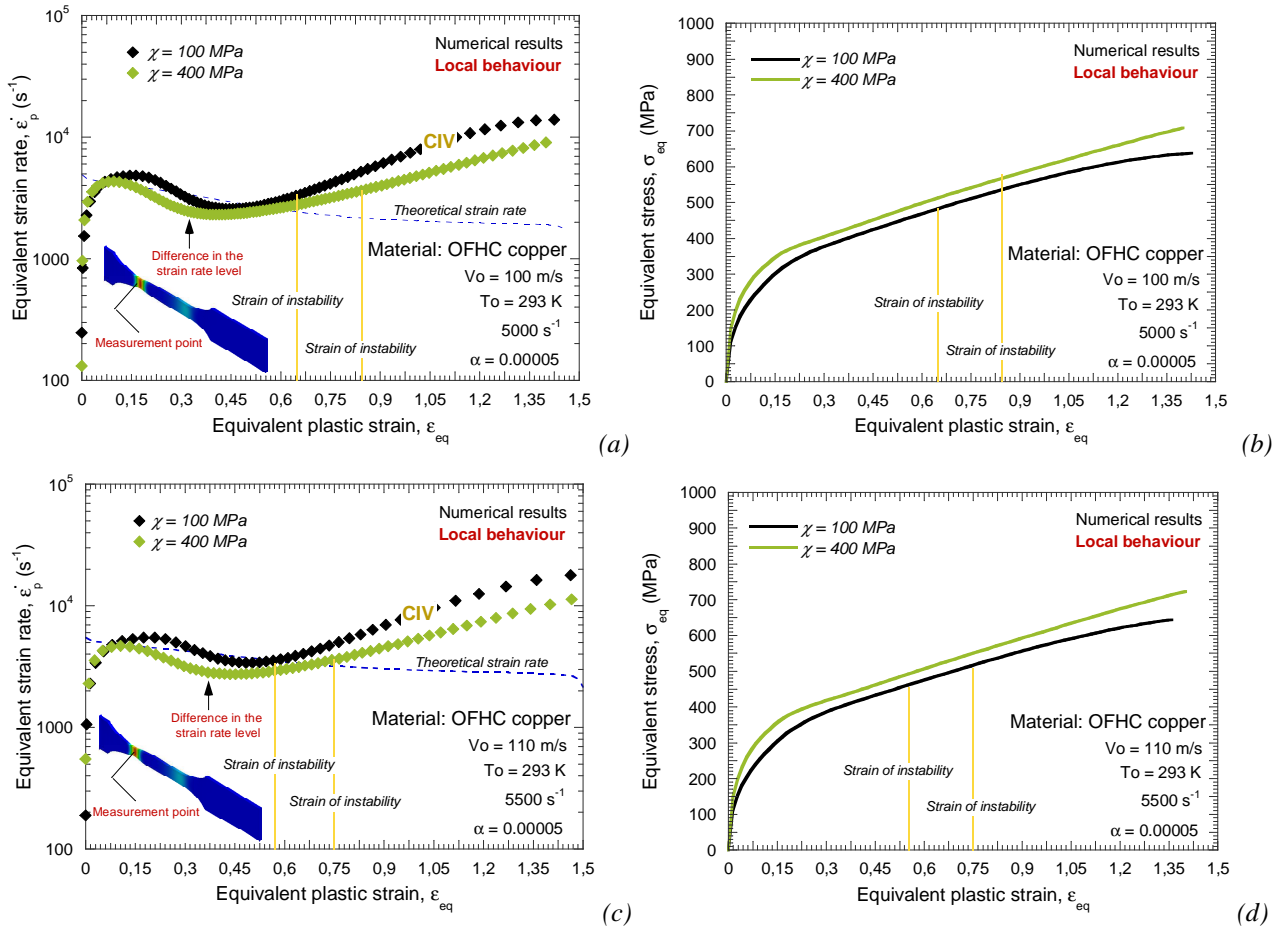 Equivalent strain rate, ε̇p (s-1)
10^5
10^4
1000
100
χ = 100 MPa
χ = 400 MPa
Numerical results
Local behaviour
CIV
Theoretical strain rate
Difference in the
strain rate level
Measurement point
Strain of instability
Strain of instability
Material: OFHC copper
Vo = 100 m/s
To = 293 K
5000 s-1
α = 0.00005
0 0,15 0,3 0,45 0,6 0,75 0,9 1,05 1,2 1,35 1,5
Equivalent plastic strain, εeq
(a)
Equivalent stress, σeq (MPa)
1000
900
800
700
600
500
400
300
200
100
0
χ = 100 MPa
χ = 400 MPa
Numerical results
Local behaviour
Strain of instability
Strain of instability
Material: OFHC copper
Vo = 100 m/s
To = 293 K
5000 s-1
α = 0.00005
0 0,15 0,3 0,45 0,6 0,75 0,9 1,05 1,2 1,35 1,5
Equivalent plastic strain, εeq
(b)
Equivalent strain rate, ε̇p (s-1)
10^5
10^4
1000
100
χ = 100 MPa
χ = 400 MPa
Numerical results
Local behaviour
CIV
Theoretical strain rate
Difference in the
strain rate level
Measurement point
Strain of instability
Strain of instability
Material: OFHC copper
Vo = 110 m/s
To = 293 K
5500 s-1
α = 0.00005
0 0,15 0,3 0,45 0,6 0,75 0,9 1,05 1,2 1,35 1,5
Equivalent plastic strain, εeq
(c)
Equivalent stress, σeq (MPa)
1000
900
800
700
600
500
400
300
200
100
0
χ = 100 MPa
χ = 400 MPa
Numerical results
Local behaviour
Strain of instability
Strain of instability
Material: OFHC copper
Vo = 110 m/s
To = 293 K
5500 s-1
α = 0.00005
0 0,15 0,3 0,45 0,6 0,75 0,9 1,05 1,2 1,35 1,5
Equivalent plastic strain, εeq
(d)